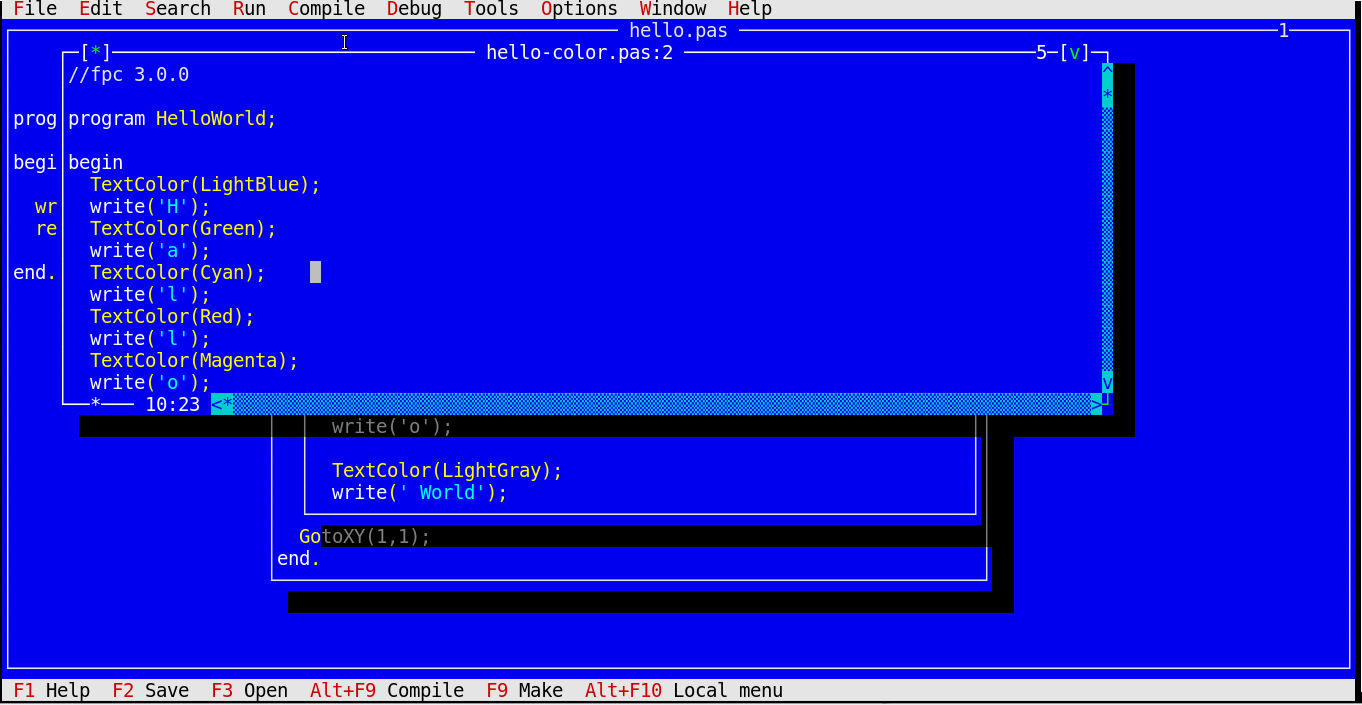 File Edit Search Run Compile Debug Tools Options Window Help
hello.pas 1
[*] hello-color.pas:2 5 [v]
//fpc 3.0.0
prog program HelloWorld;
begi begin
TextColor(LightBlue);
wr write('H');
re TextColor(Green);
write('a');
end. TextColor(Cyan);
write('l');
TextColor(Red);
write('l');
TextColor(Magenta);
write('o');
* 10:23
write('o');
TextColor(LightGray);
write(' World');
GotoXY(1,1);
end.
F1 Help F2 Save F3 Open Alt+F9 Compile F9 Make Alt+F10 Local menu